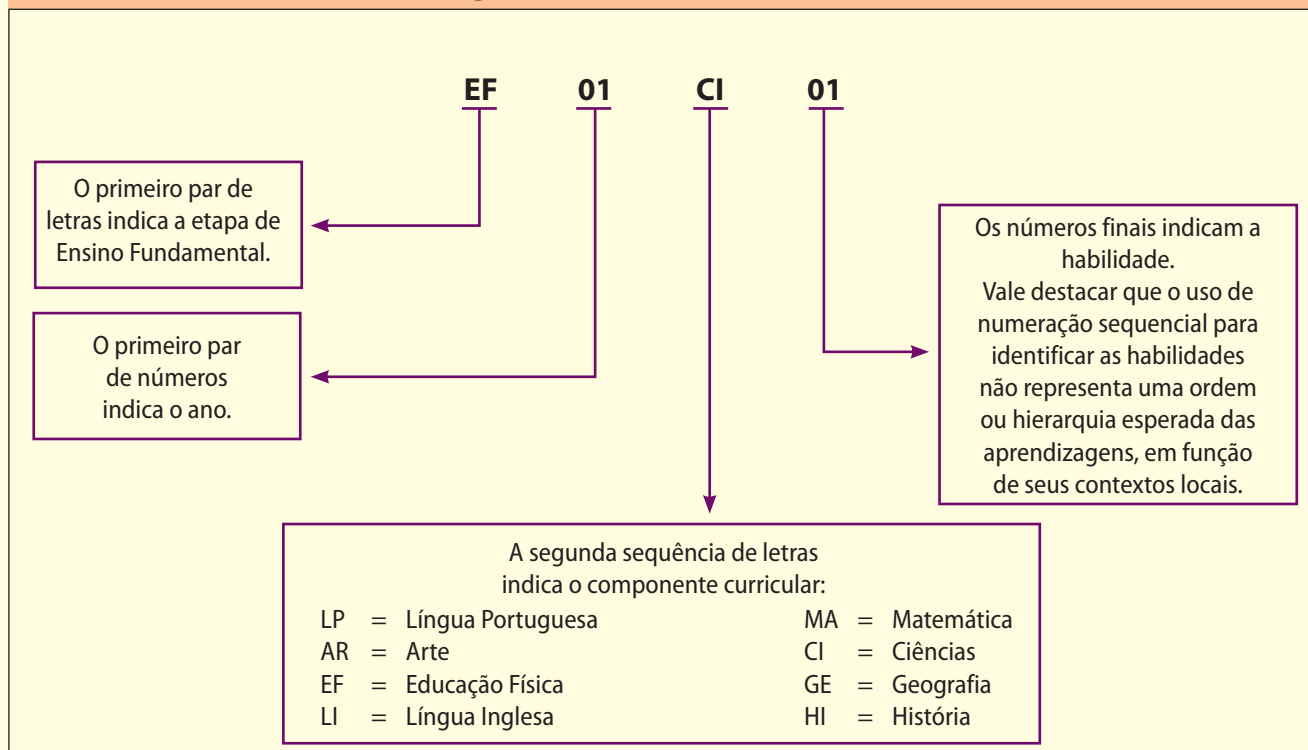 EF 01 CI 01
O primeiro par de
letras indica a etapa de
Ensino Fundamental.
O primeiro par
de números
indica o ano.
Os números finais indicam a
habilidade.
Vale destacar que o uso de
numeração sequencial para
identificar as habilidades
não representa uma ordem
ou hierarquia esperada das
aprendizagens, em função
de seus contextos locais.
A segunda sequência de letras
indica o componente curricular:
LP = Língua Portuguesa MA = Matemática
AR = Arte CI = Ciências
EF = Educação Física GE = Geografia
LI = Língua Inglesa HI = História